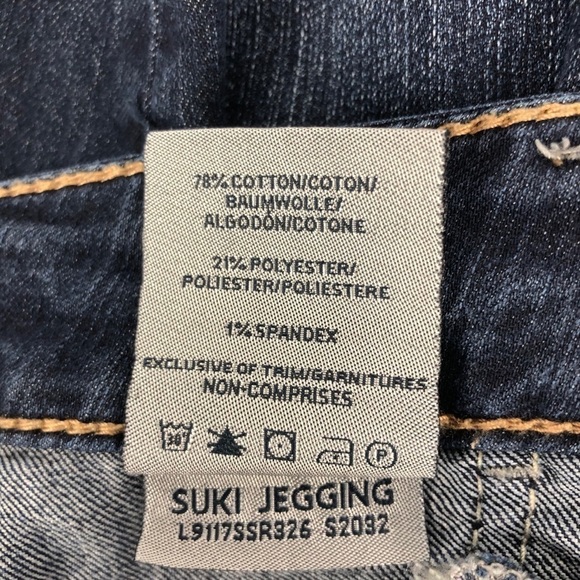 78% COTTON/COTON/
BAUMWOLLE/
ALGODÓN/COTONE
21% POLYESTER/
POLIESTER/POLIESTERE
1% SPANDEX
EXCLUSIVE OF TRIM/GARNITURES
NON-COMPRISES
30 P
SUKI JEGGING
L9117SSR326 S2032